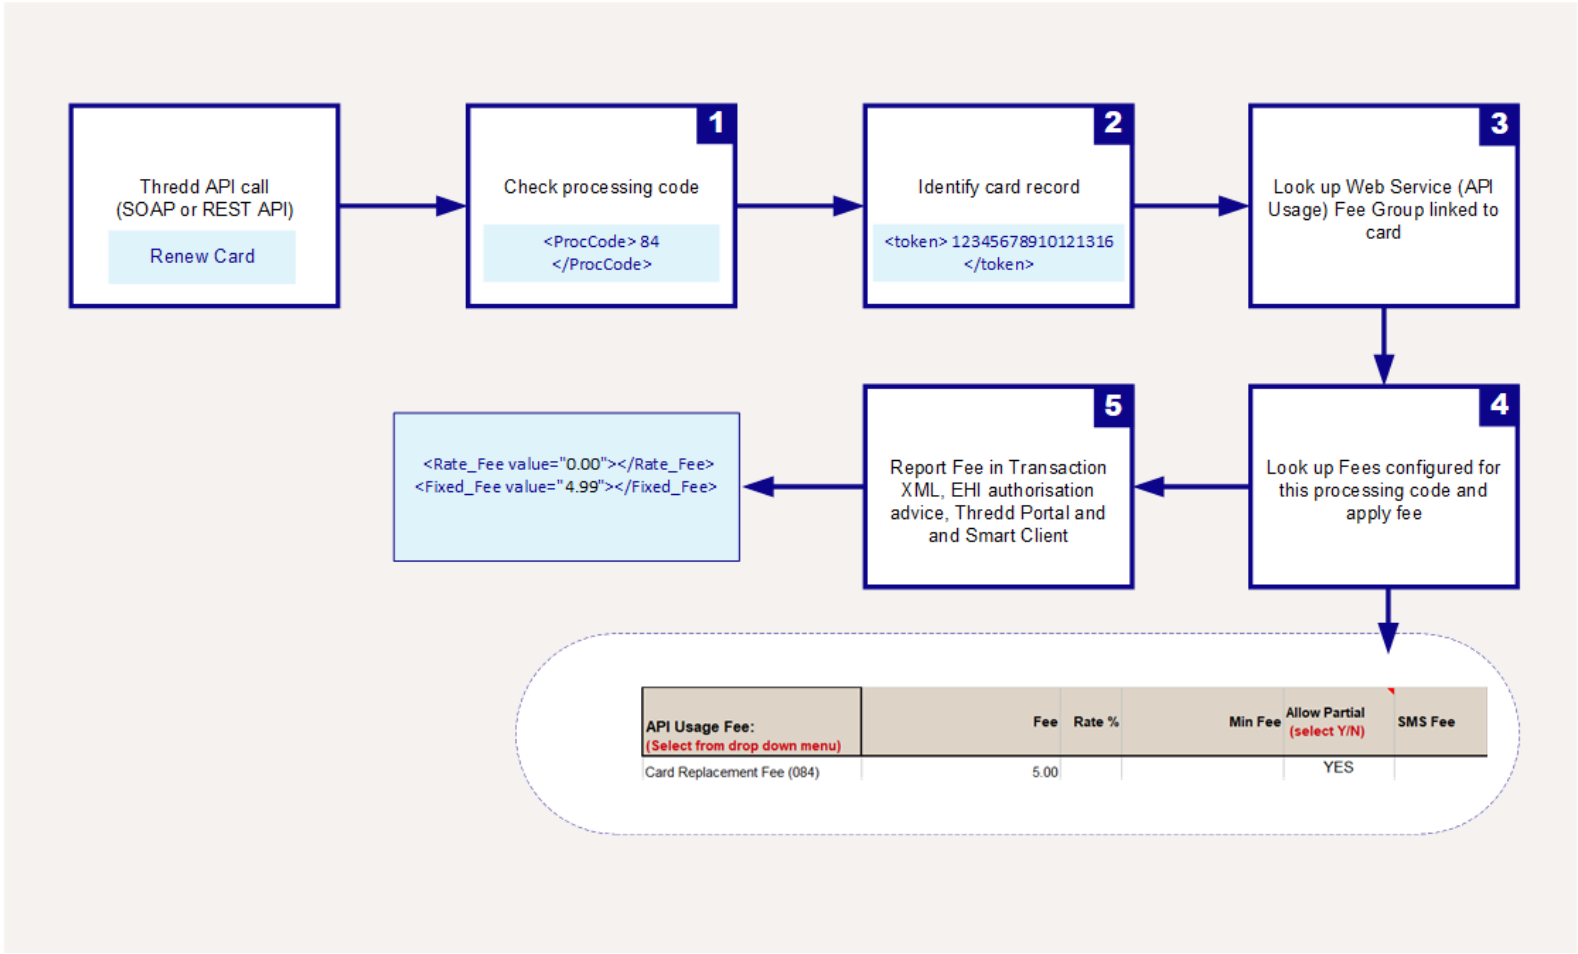 Thredd API call
(SOAP or REST API)
Renew Card
1
Check processing code
<ProcCode> 84
</ProcCode>
2
Identify card record
<token> 12345678910121316
</token>
3
Look up Web Service (API
Usage) Fee Group linked to
card
4
Look up Fees configured for
this processing code and
apply fee
5
Report Fee in Transaction
XML, EHI authorisation
advice, Thredd Portal and
and Smart Client
<Rate_Fee value="0.00"></Rate_Fee>
<Fixed_Fee value="4.99"></Fixed_Fee>
API Usage Fee:
(Select from drop down menu)
Fee
Rate %
Min Fee
Allow Partial
(select Y/N)
SMS Fee
Card Replacement Fee (084)
5.00
YES